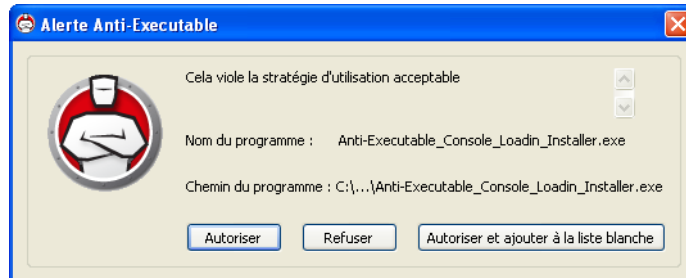 Alerte Anti-Executable
Cela viole la stratégie d'utilisation acceptable
Nom du programme : Anti-Executable_Console_Loadin_Installer.exe
Chemin du programme : C:\...\Anti-Executable_Console_Loadin_Installer.exe
Autoriser Refuser Autoriser et ajouter à la liste blanche